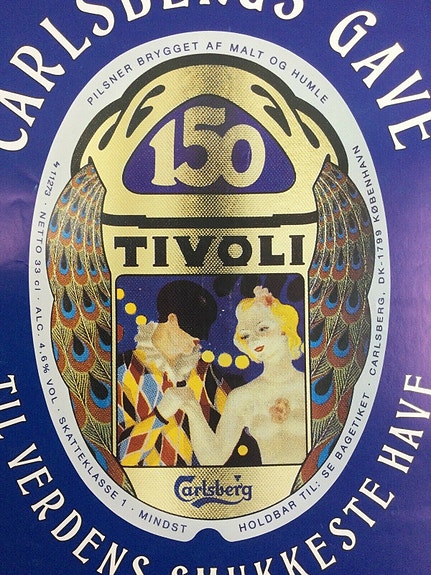 CARLSBERGS GAVE
PILSNER BRYGGET AF MALT OG HUMLE
150
TIVOLI
Carlsberg
411273 · NETTO 33 cl · ALC. 4,6% VOL · SKATTEKLASSE 1 · MINDST
HOLDBAR TIL: SE BAGETIKET · CARLSBERG, DK-1799 KØBENHAVN
TIL VERDENS SMUKKESTE HAVE